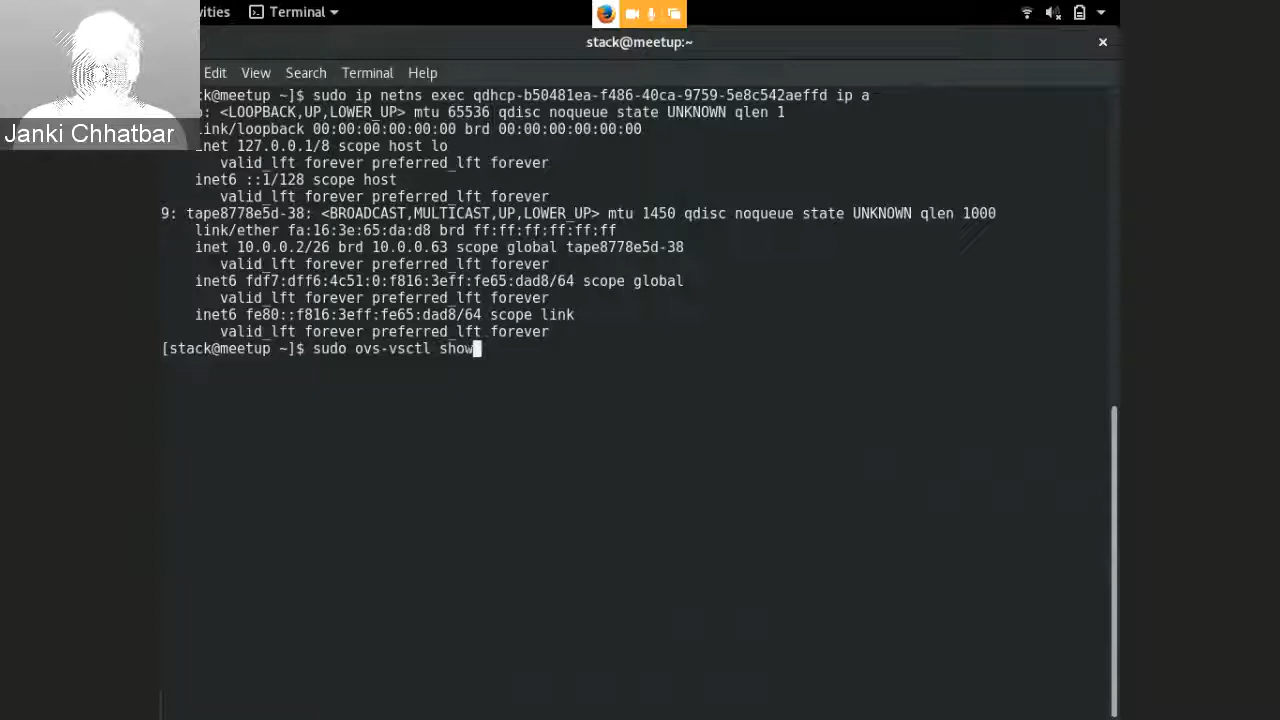 vities Terminal
stack@meetup:~
Edit View Search Terminal Help
ck@meetup ~]$ sudo ip netns exec qdhcp-b50481ea-f486-40ca-9759-5e8c542aeffd ip a
o: <LOOPBACK,UP,LOWER_UP> mtu 65536 qdisc noqueue state UNKNOWN qlen 1
Janki Chhatbar
link/loopback 00:00:00:00:00:00 brd 00:00:00:00:00:00
inet 127.0.0.1/8 scope host lo
valid_lft forever preferred_lft forever
inet6 ::1/128 scope host
valid_lft forever preferred_lft forever
9: tape8778e5d-38: <BROADCAST,MULTICAST,UP,LOWER_UP> mtu 1450 qdisc noqueue state UNKNOWN qlen 1000
link/ether fa:16:3e:65:da:d8 brd ff:ff:ff:ff:ff:ff
inet 10.0.0.2/26 brd 10.0.0.63 scope global tape8778e5d-38
valid_lft forever preferred_lft forever
inet6 fdf7:dff6:4c51:0:f816:3eff:fe65:dad8/64 scope global
valid_lft forever preferred_lft forever
inet6 fe80::f816:3eff:fe65:dad8/64 scope link
valid_lft forever preferred_lft forever
[stack@meetup ~]$ sudo ovs-vsctl show